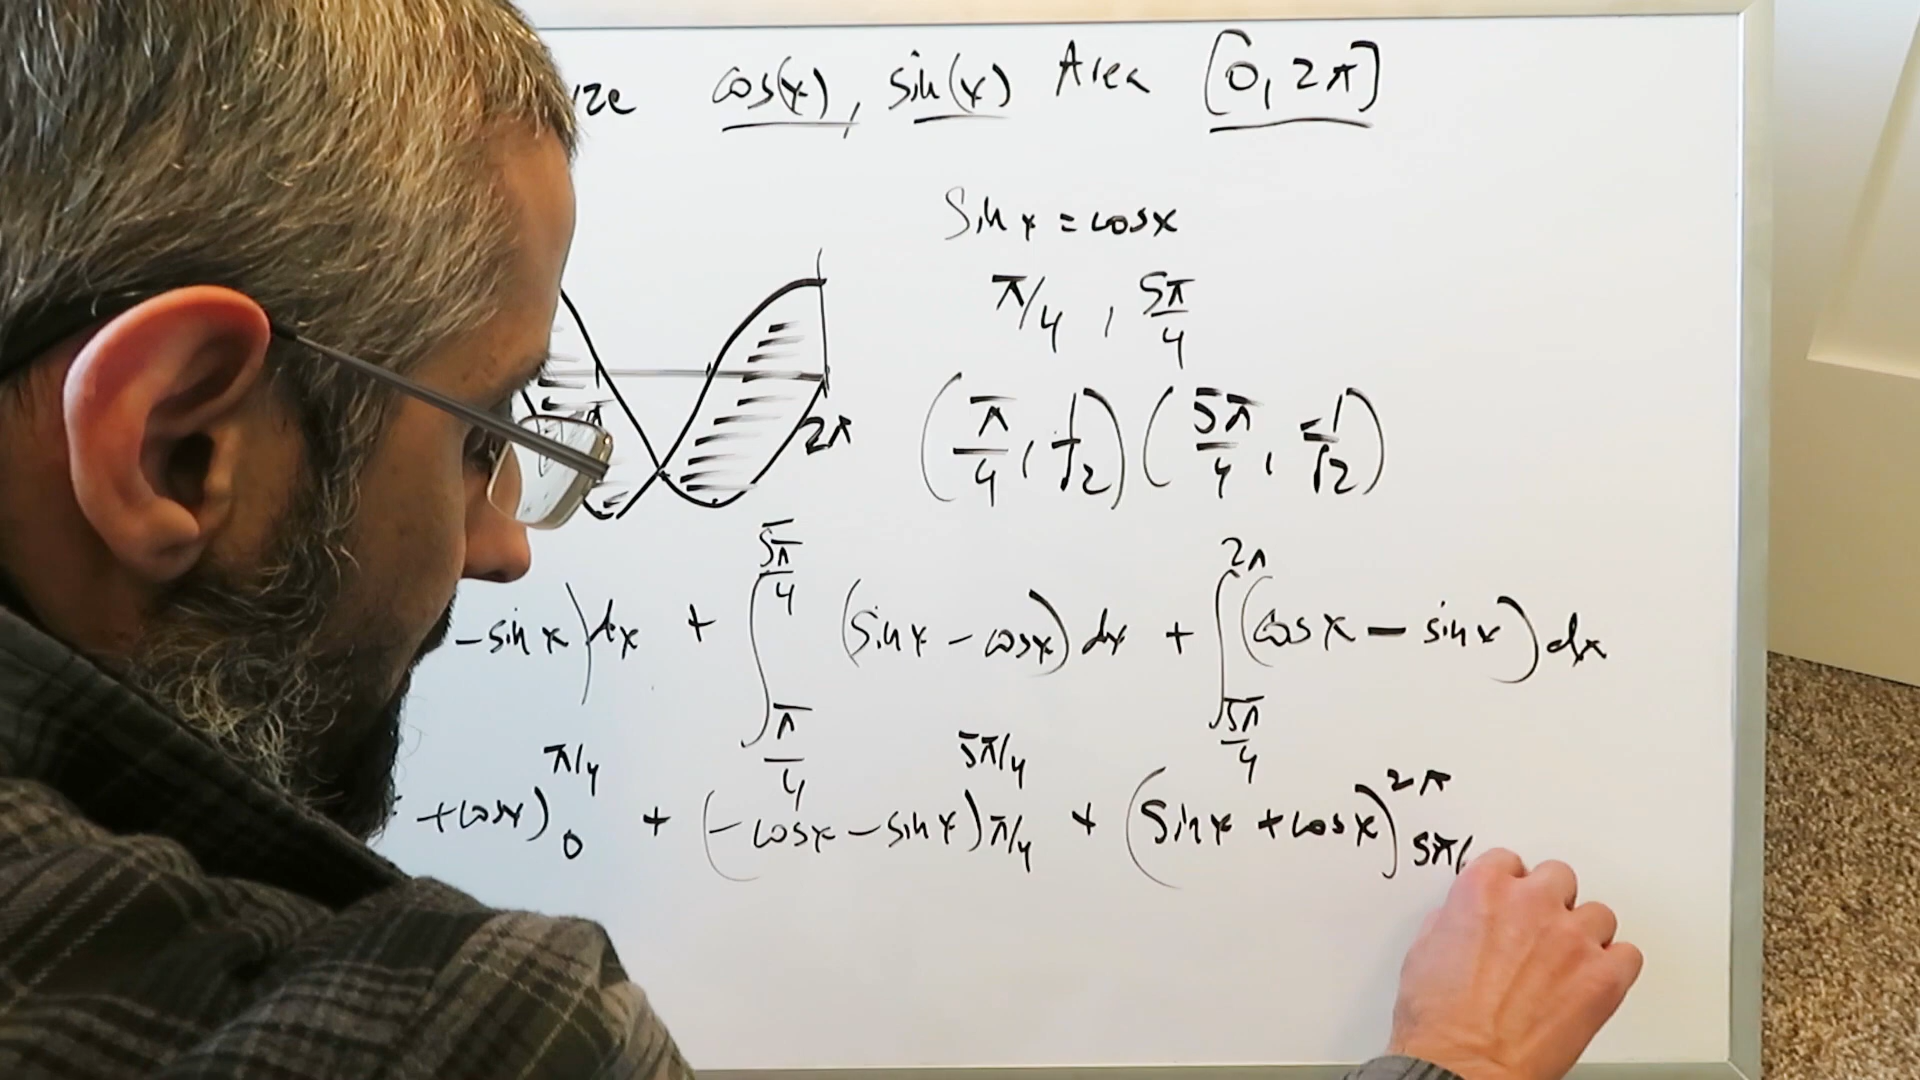 cos(x), sin(x) Area [0, 2π]
sin x = cos x
π/4 , 5π/4
(π/4, 1/√2) (5π/4, -1/√2)
2π
- sin x) dx + ∫_{π/4}^{5π/4} (sin x - cos x) dx + ∫_{5π/4}^{2π} (cos x - sin x) dx
+ cos x)_0^{π/4} + (-cos x - sin x)_{π/4}^{5π/4} + (sin x + cos x)_{5π/}^{2π}